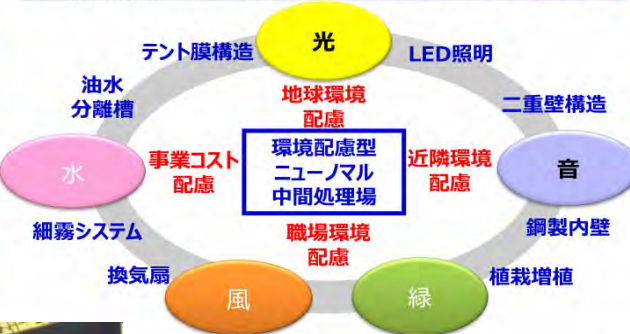 光
テント膜構造
LED照明
油水
分離槽
地球環境
配慮
二重壁構造
水
事業コスト
配慮
環境配慮型
ニューノマル
中間処理場
近隣環境
配慮
音
細霧システム
職場環境
配慮
鋼製内壁
換気扇
風
緑
植栽増植